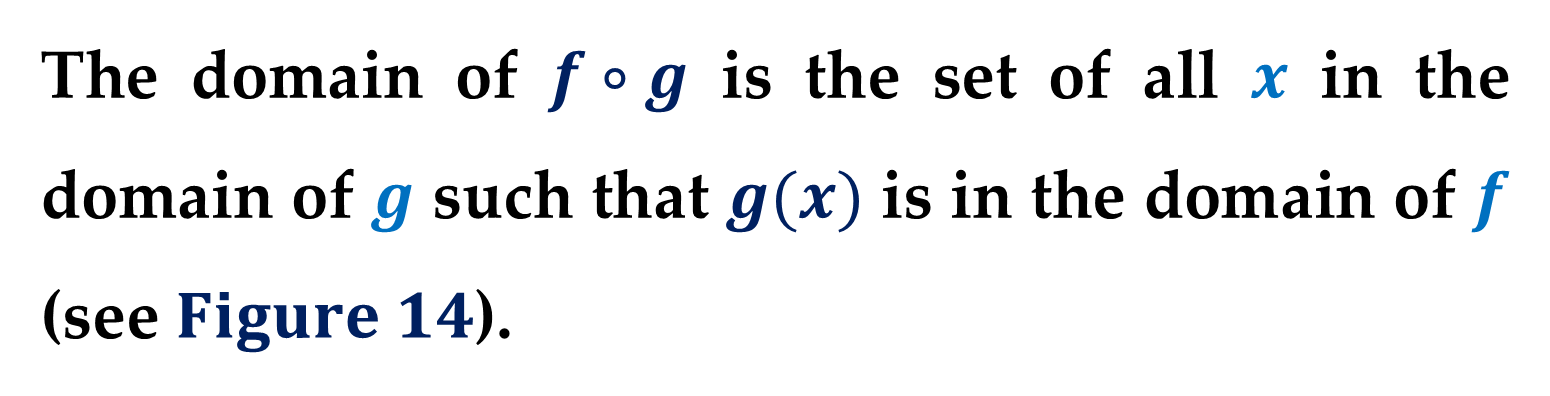 The domain of f ∘ g is the set of all x in the
domain of g such that g(x) is in the domain of f
(see Figure 14).